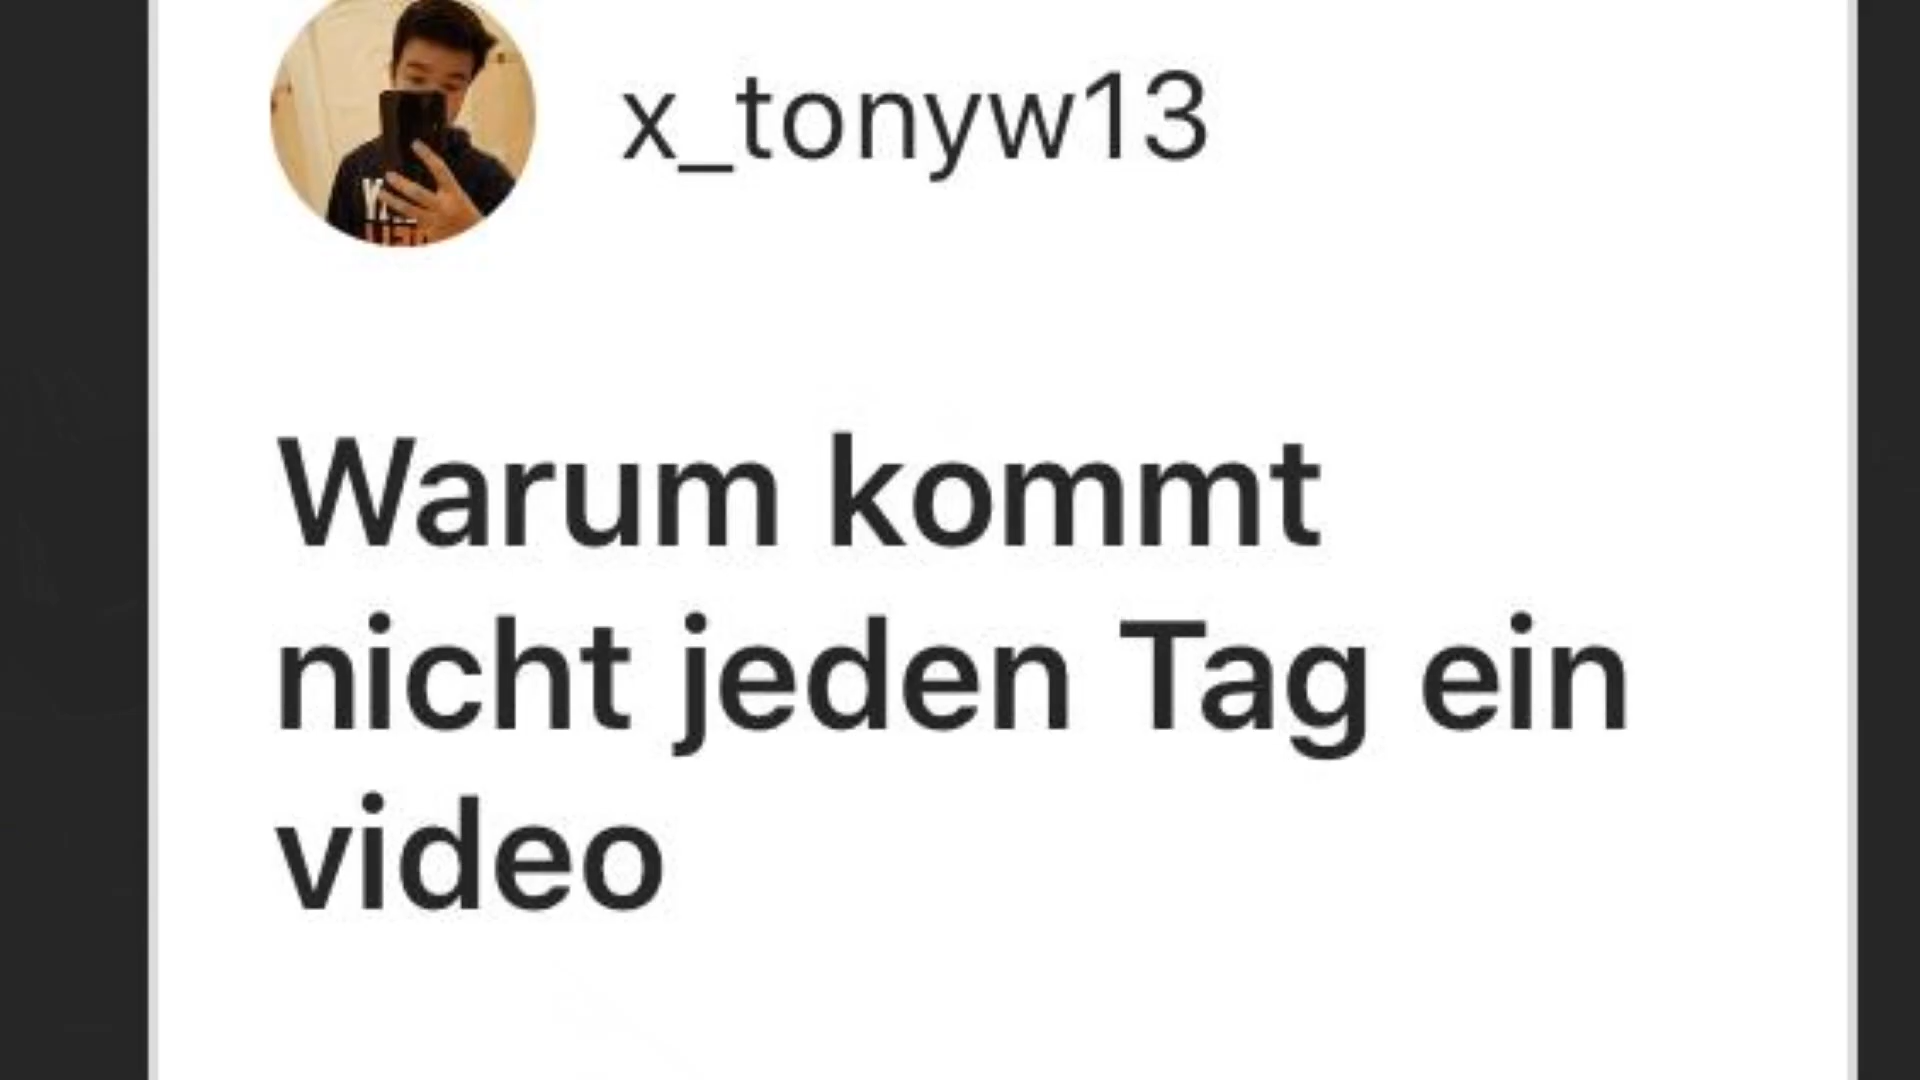 x_tonyw13
Warum kommt
nicht jeden Tag ein
video